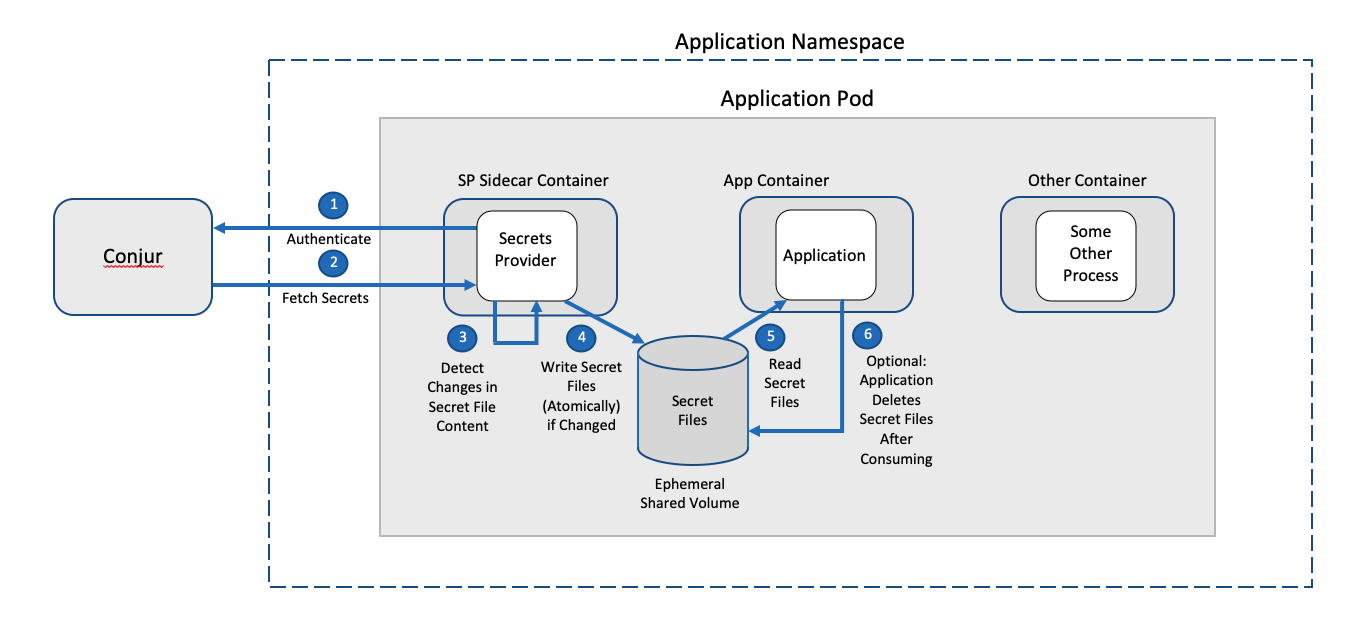 Application Namespace
Application Pod
SP Sidecar Container
App Container
Other Container
Conjur
1
Authenticate
2
Fetch Secrets
Secrets
Provider
Application
Some
Other
Process
3
Detect
Changes in
Secret File
Content
4
Write Secret
Files
(Atomically)
if Changed
Secret
Files
Ephemeral
Shared Volume
5
Read
Secret
Files
6
Optional:
Application
Deletes
Secret Files
After
Consuming